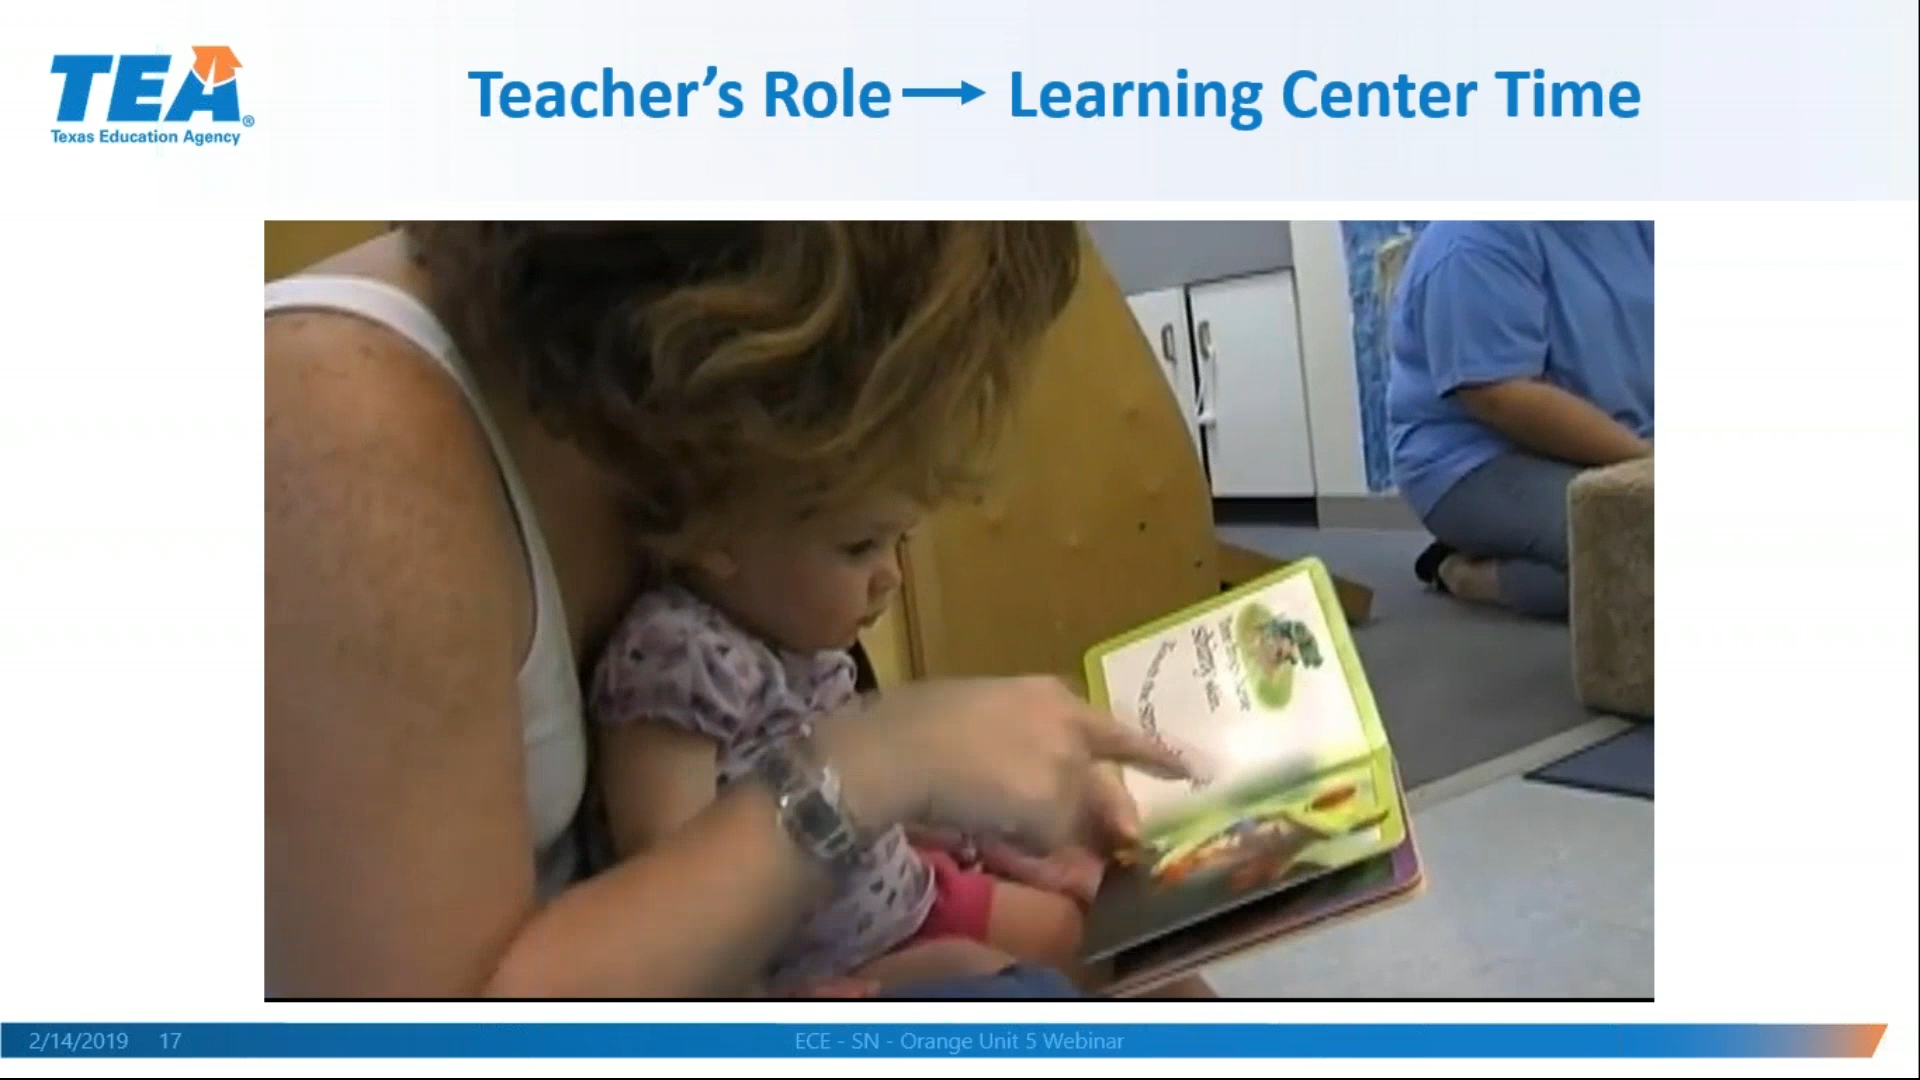 TEA®
Texas Education Agency
Teacher's Role → Learning Center Time
shiny
2/14/2019 17 ECE - SN - Orange Unit 5 Webinar